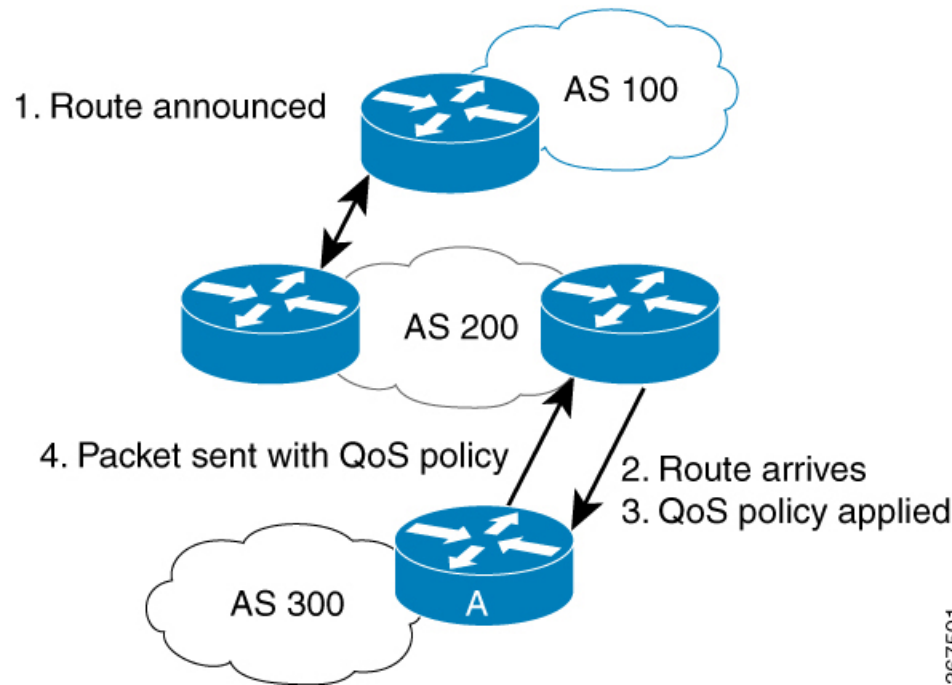 AS 100
1. Route announced
AS 200
4. Packet sent with QoS policy
2. Route arrives
3. QoS policy applied
AS 300
A